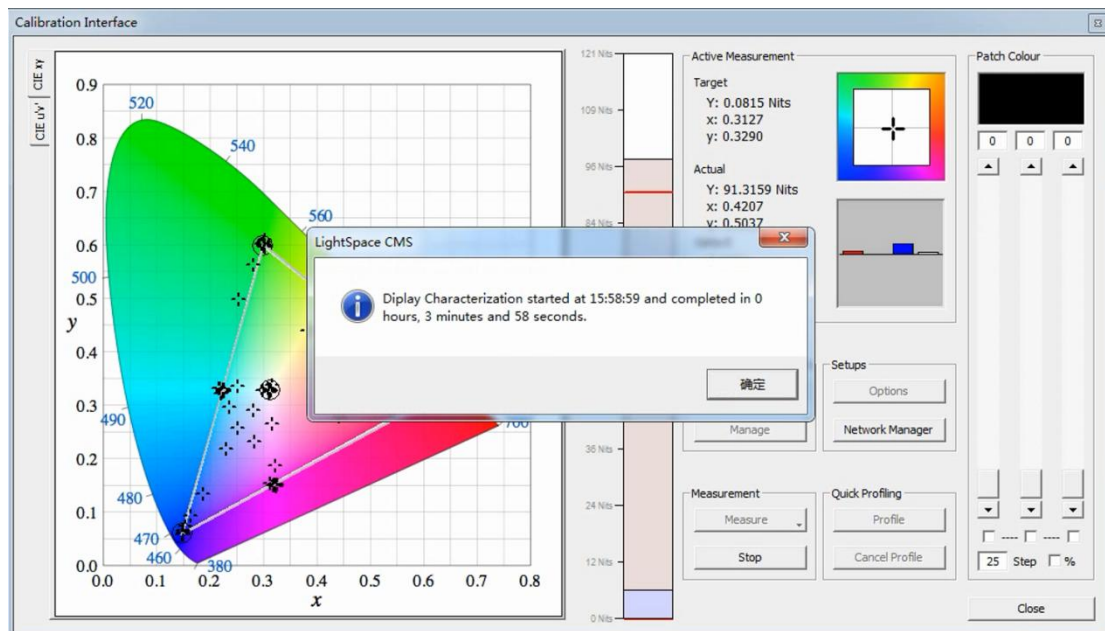 Calibration Interface
CIE xy
CIE u'v'
0.9
0.8
0.7
0.6
0.5
y
0.4
0.3
0.2
0.1
0.0
0.0
0.1
0.2
0.3
0.4
0.5
0.6
0.7
0.8
x
520
540
560
500
490
480
470
460
380
700
121 Nits
109 Nits
96 Nits
84 Nits
36 Nits
24 Nits
12 Nits
0 Nits
Active Measurement
Target
Y: 0.0815 Nits
x: 0.3127
y: 0.3290
Actual
Y: 91.3159 Nits
x: 0.4207
y: 0.5037
LightSpace CMS
Diplay Characterization started at 15:58:59 and completed in 0
hours, 3 minutes and 58 seconds.
确定
Manage
Setups
Options
Network Manager
Measurement
Measure
Stop
Quick Profiling
Profile
Cancel Profile
Patch Colour
0 0 0
---- ----
25 Step %
Close